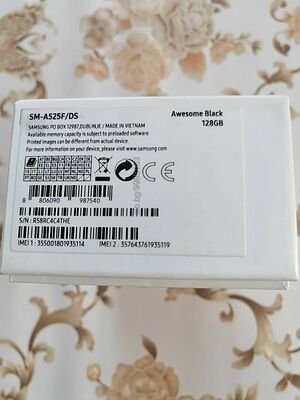 SM-A525F/DS
Awesome Black
128GB
SAMSUNG PO BOX 12987, DUBLIN, IE / MADE IN VIETNAM
Available memory capacity is subject to preloaded software.
Printed images can be different from actual device.
For more information on your device, please visit www.samsung.com
CE
8 806090 987540
S/N : R58RC4C4THE
IMEI 1 : 355001801935114
IMEI 2 : 357643761935119